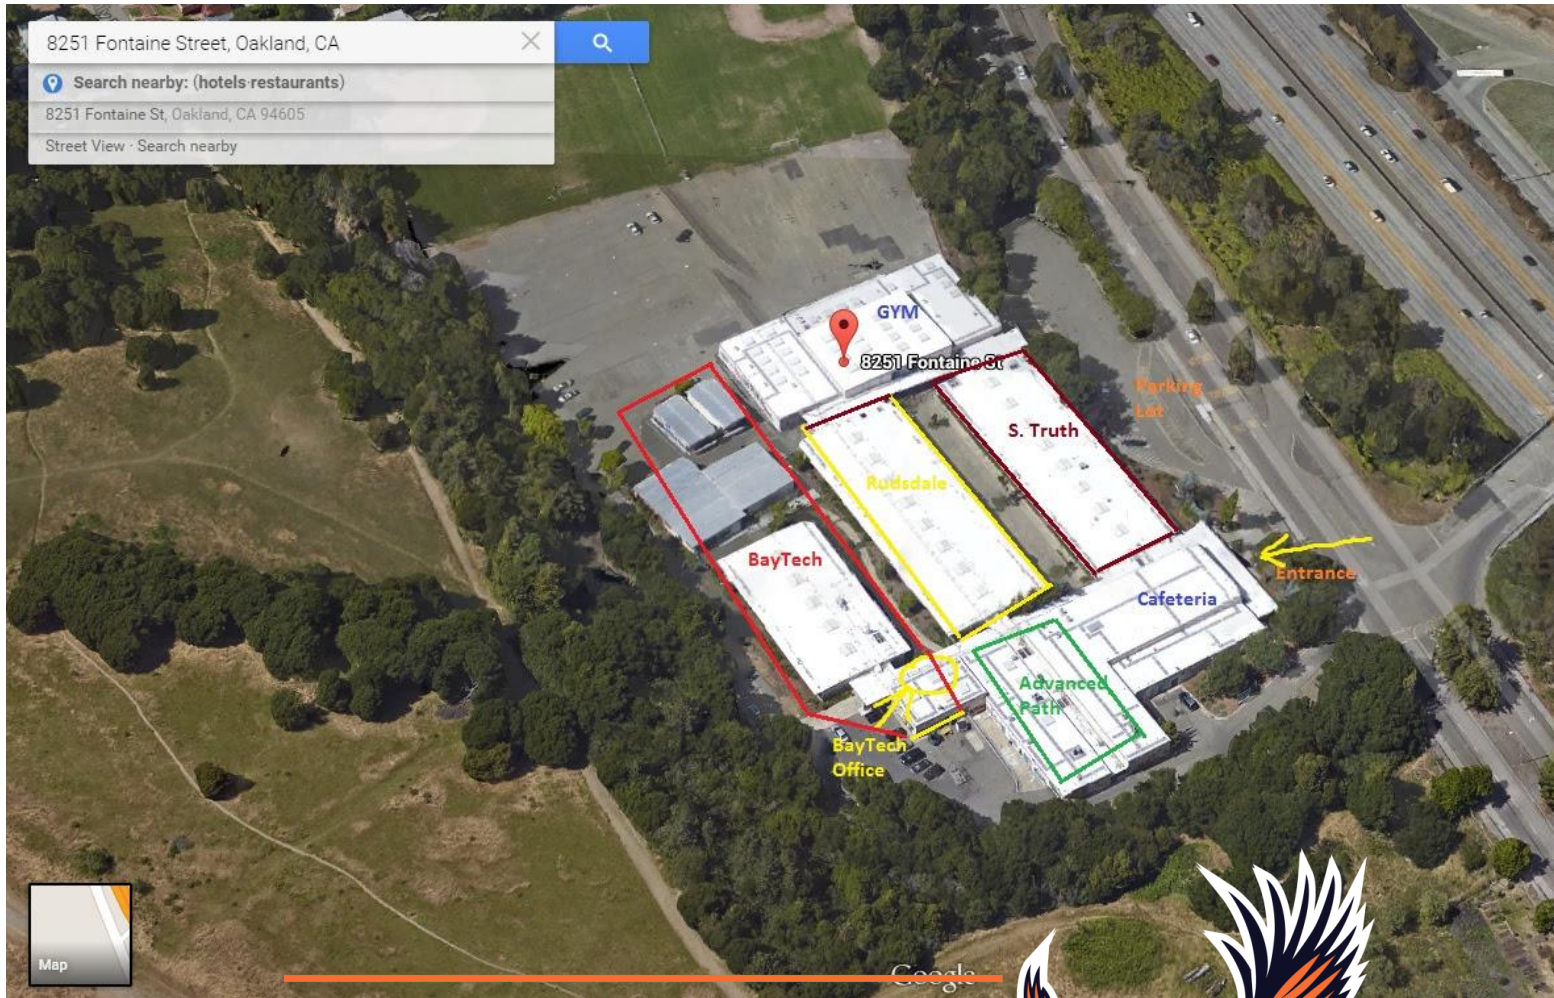 8251 Fontaine Street, Oakland, CA
Search nearby: (hotels·restaurants)
8251 Fontaine St, Oakland, CA 94605
Street View · Search nearby
GYM
8251 Fontaine St
Parking
Lot
S. Truth
Rudsdale
BayTech
Entrance
Cafeteria
Advanced
Path
BayTech
Office
Map
Google